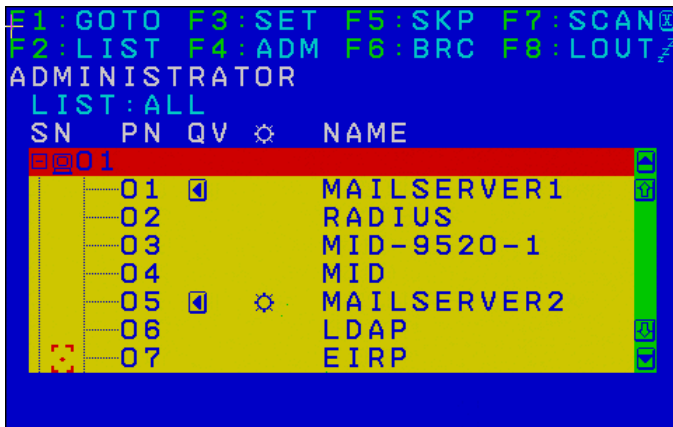 F1:GOTO F3:SET F5:SKP F7:SCAN
F2:LIST F4:ADM F6:BRC F8:LOUT
ADMINISTRATOR
LIST:ALL
SN PN QV NAME
01
01 MAILSERVER1
02 RADIUS
03 MID-9520-1
04 MID
05 MAILSERVER2
06 LDAP
07 EIRP